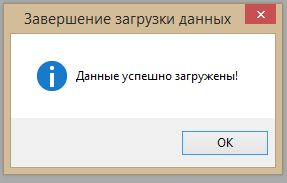 Завершение загрузки данных
Данные успешно загружены!
OK